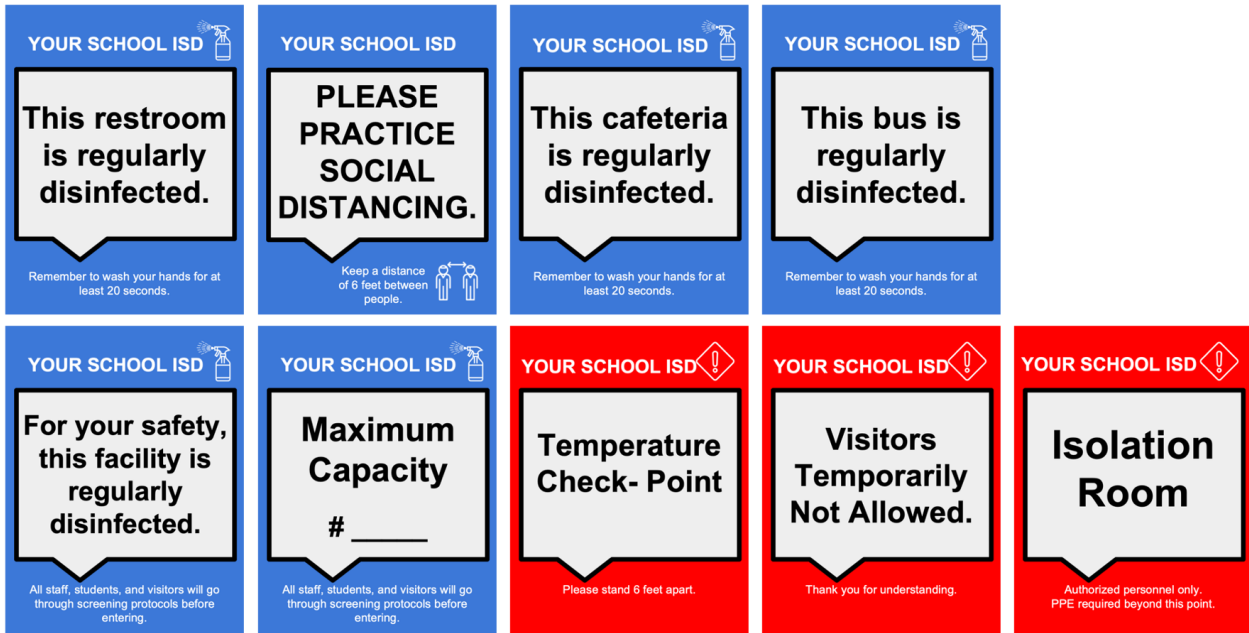 YOUR SCHOOL ISD
This restroom
is regularly
disinfected.
Remember to wash your hands for at
least 20 seconds.
YOUR SCHOOL ISD
PLEASE
PRACTICE
SOCIAL
DISTANCING.
Keep a distance
of 6 feet between
people.
YOUR SCHOOL ISD
This cafeteria
is regularly
disinfected.
Remember to wash your hands for at
least 20 seconds.
YOUR SCHOOL ISD
This bus is
regularly
disinfected.
Remember to wash your hands for at
least 20 seconds.
YOUR SCHOOL ISD
For your safety,
this facility is
regularly
disinfected.
All staff, students, and visitors will go
through screening protocols before
entering.
YOUR SCHOOL ISD
Maximum
Capacity
# _____
All staff, students, and visitors will go
through screening protocols before
entering.
YOUR SCHOOL ISD
Temperature
Check- Point
Please stand 6 feet apart.
YOUR SCHOOL ISD
Visitors
Temporarily
Not Allowed.
Thank you for understanding.
YOUR SCHOOL ISD
Isolation
Room
Authorized personnel only.
PPE required beyond this point.